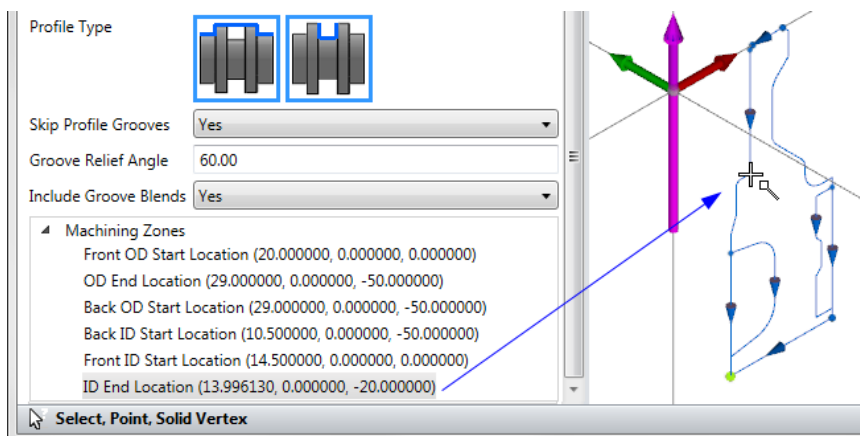 Profile Type
Skip Profile Grooves Yes
Groove Relief Angle 60.00
Include Groove Blends Yes
Machining Zones
Front OD Start Location (20.000000, 0.000000, 0.000000)
OD End Location (29.000000, 0.000000, -50.000000)
Back OD Start Location (29.000000, 0.000000, -50.000000)
Back ID Start Location (10.500000, 0.000000, -50.000000)
Front ID Start Location (14.500000, 0.000000, 0.000000)
ID End Location (13.996130, 0.000000, -20.000000)
Select, Point, Solid Vertex